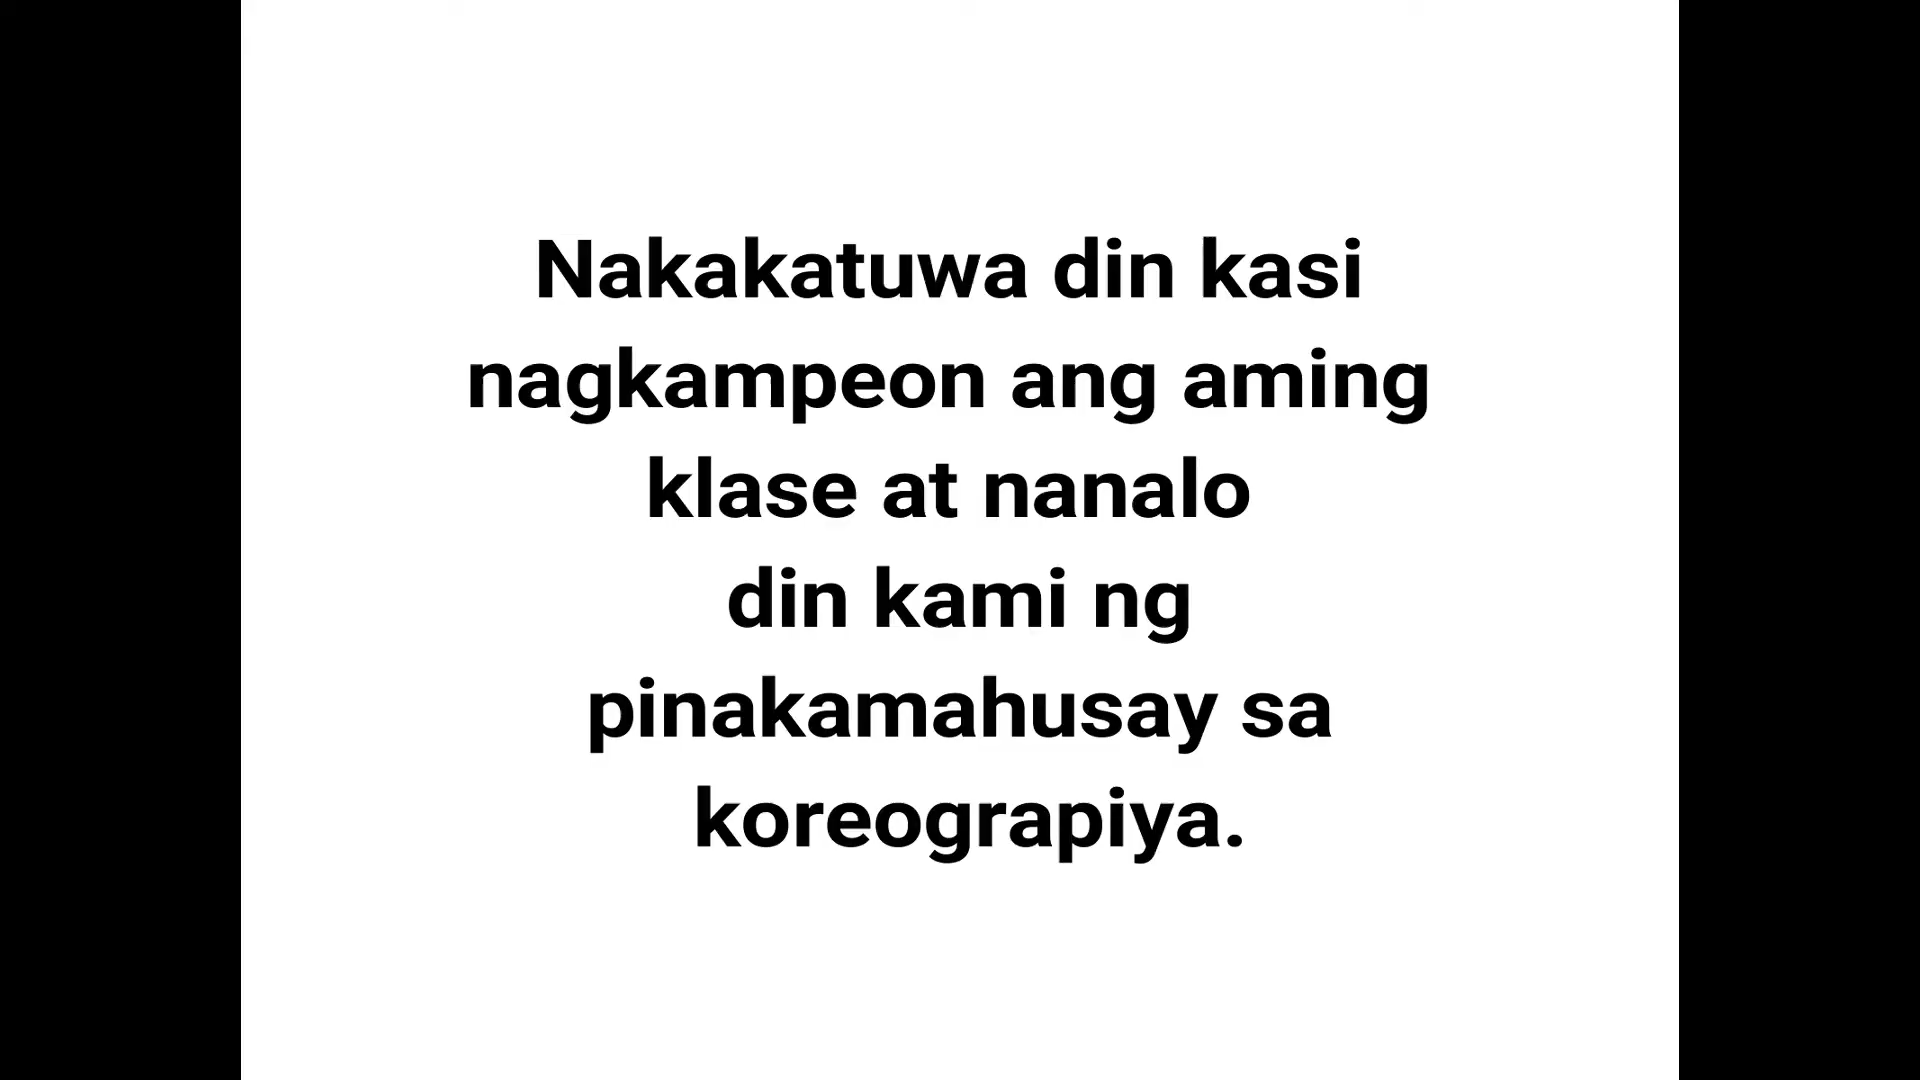 Nakakatuwa din kasi
nagkampeon ang aming
klase at nanalo
din kami ng
pinakamahusay sa
koreograpiya.